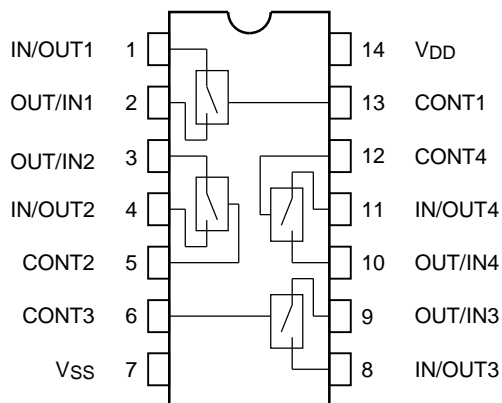 IN/OUT1 1 14 VDD
OUT/IN1 2 13 CONT1
OUT/IN2 3 12 CONT4
IN/OUT2 4 11 IN/OUT4
CONT2 5 10 OUT/IN4
CONT3 6 9 OUT/IN3
VSS 7 8 IN/OUT3